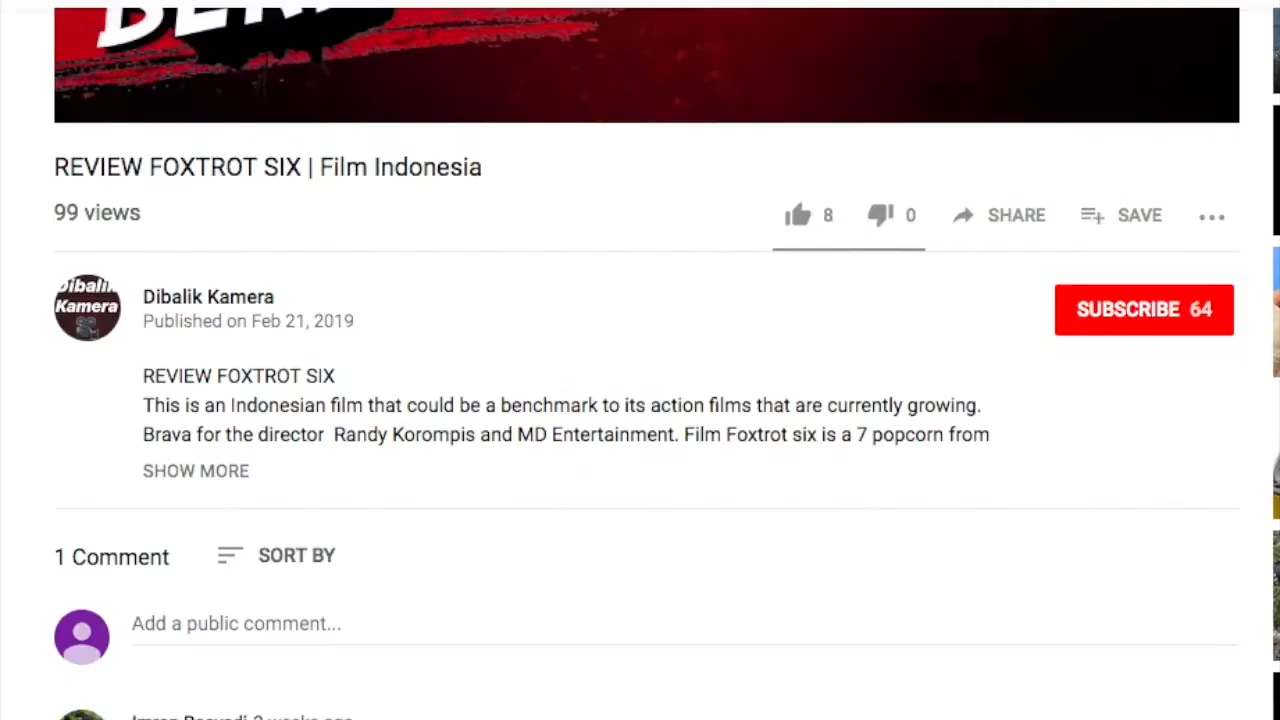 REVIEW FOXTROT SIX | Film Indonesia
99 views
8
0
SHARE
SAVE
Dibalik
Kamera
Dibalik Kamera
Published on Feb 21, 2019
SUBSCRIBE 64
REVIEW FOXTROT SIX
This is an Indonesian film that could be a benchmark to its action films that are currently growing.
Brava for the director Randy Korompis and MD Entertainment. Film Foxtrot six is a 7 popcorn from
SHOW MORE
1 Comment
SORT BY
Add a public comment...